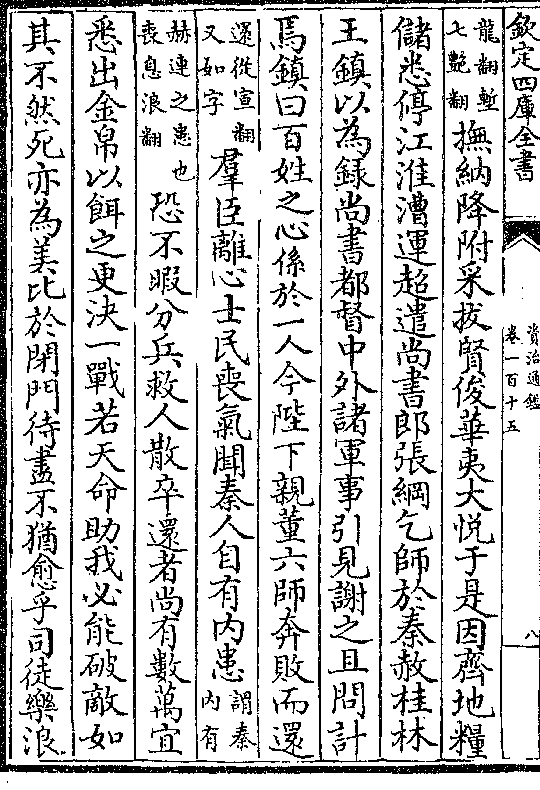 欽定四庫全書
資治通鑑
卷一百十五
八
龍翻塹
七艷翻
撫納降附采拔賢俊華夷大悅于是因齊地糧
儲悉停江淮漕運超遣尚書郎張綱乞師於秦赦桂林
王鎮以為録尚書都督中外諸軍事引見謝之且問計
焉鎮曰百姓之心係於一人今陛下親董六師奔敗而還
還從宣翻
又如字
羣臣離心士民喪氣聞秦人自有内患
謂秦
内有
赫連之患也
喪息浪翻
恐不暇分兵救人散卒還者尚有數萬宜
悉出金帛以餌之更決一戰若天命助我必能破敵如
其不然死亦為美比於閉門待盡不猶愈乎司徒樂浪